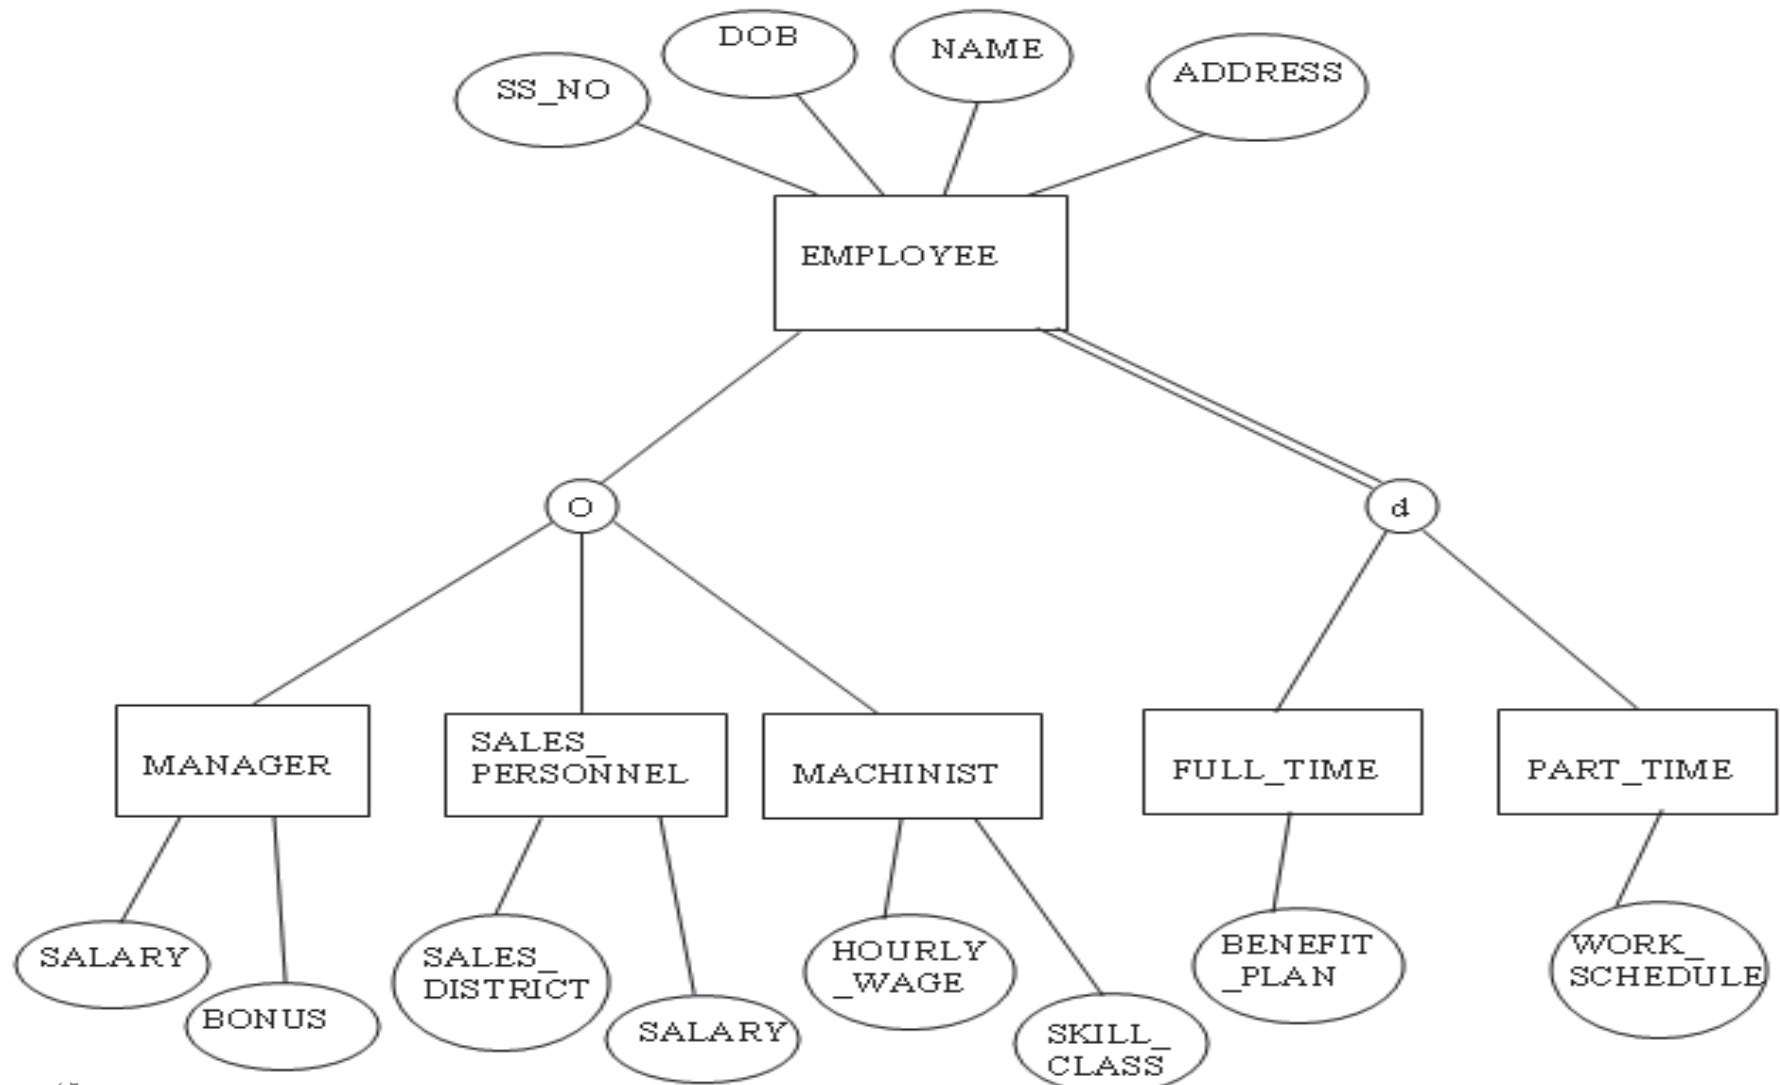 DOB
NAME
SS_NO
ADDRESS
EMPLOYEE
O
d
MANAGER
SALES_
PERSONNEL
MACHINIST
FULL_TIME
PART_TIME
SALARY
BONUS
SALES_
DISTRICT
SALARY
HOURLY
_WAGE
SKILL_
CLASS
BENEFIT
_PLAN
WORK_
SCHEDULE